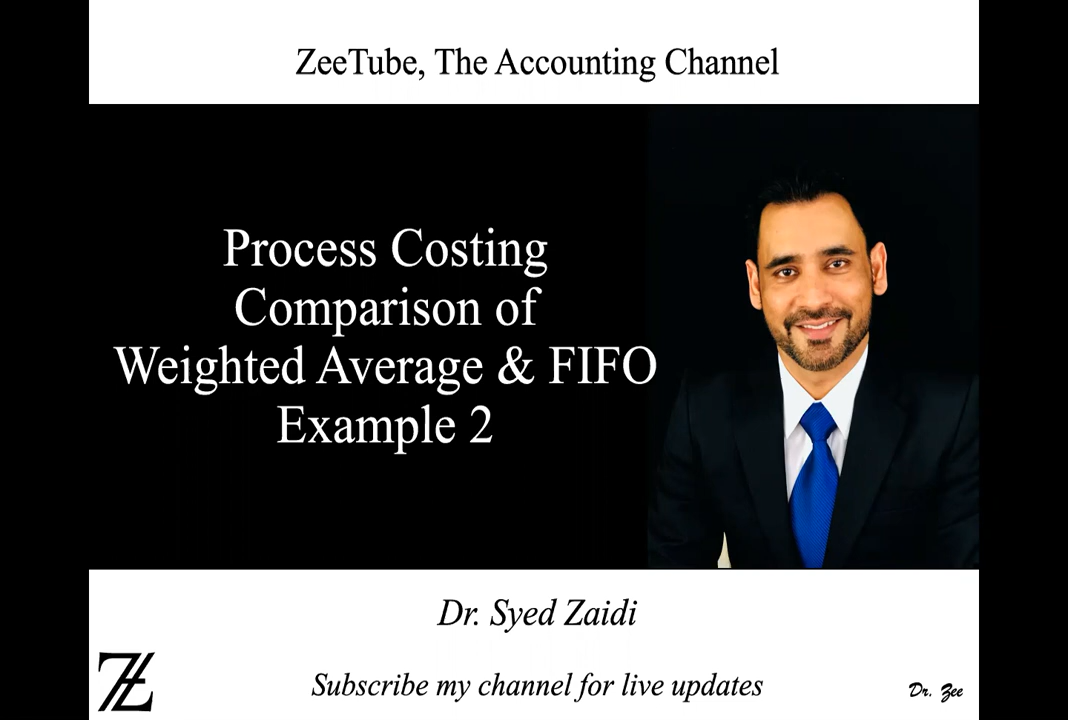 ZeeTube, The Accounting Channel
Process Costing
Comparison of
Weighted Average & FIFO
Example 2
Dr. Syed Zaidi
Subscribe my channel for live updates
Dr. Zee